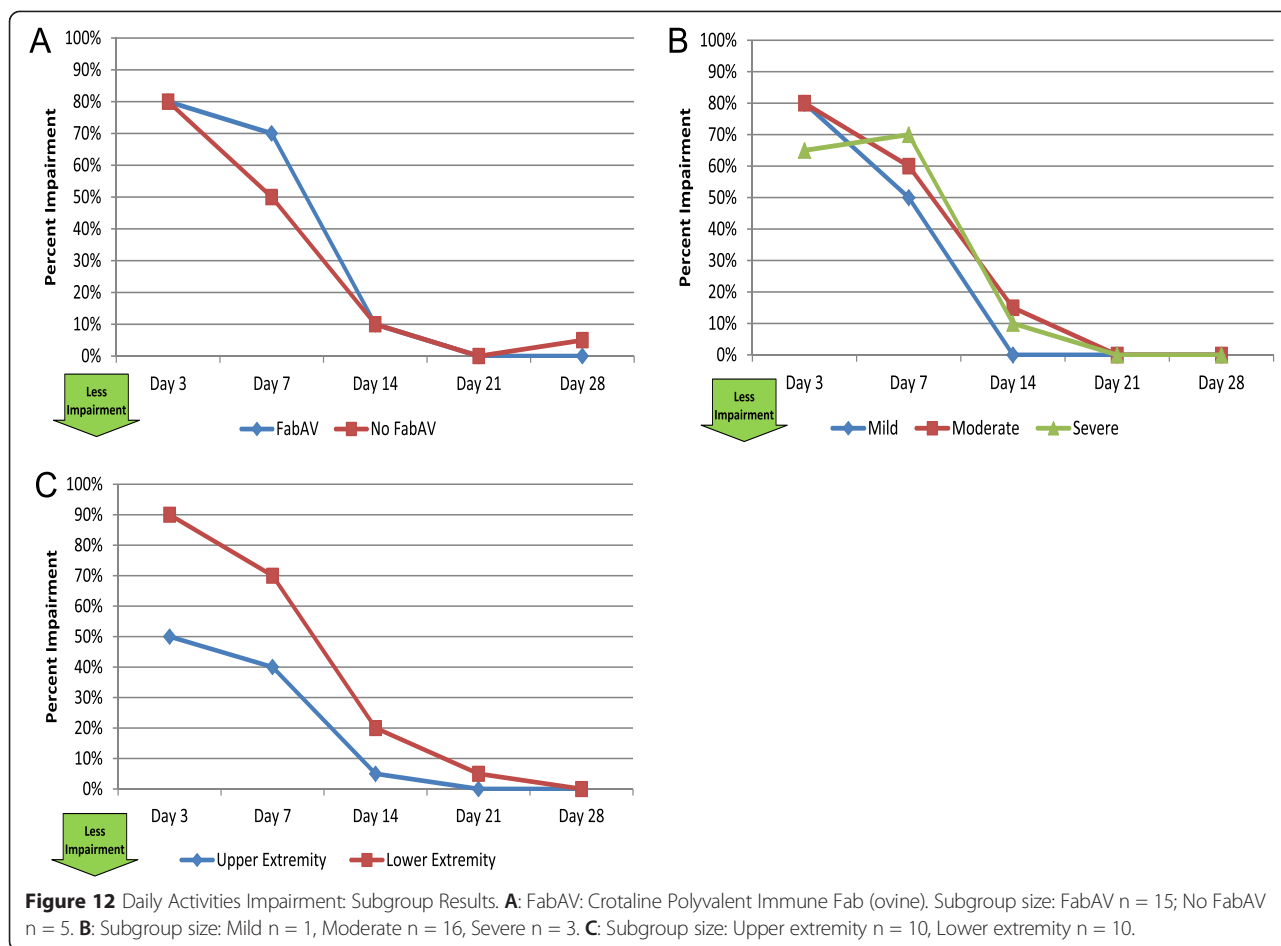 A
100%
90%
80%
70%
60%
50%
40%
30%
20%
10%
0%
Percent Impairment
Day 3 Day 7 Day 14 Day 21 Day 28
Less
Impairment
FabAV No FabAV
B
100%
90%
80%
70%
60%
50%
40%
30%
20%
10%
0%
Percent Impairment
Day 3 Day 7 Day 14 Day 21 Day 28
Less
Impairment
Mild Moderate Severe
C
100%
90%
80%
70%
60%
50%
40%
30%
20%
10%
0%
Percent Impairment
Day 3 Day 7 Day 14 Day 21 Day 28
Less
Impairment
Upper Extremity Lower Extremity
Figure 12 Daily Activities Impairment: Subgroup Results. A: FabAV: Crotaline Polyvalent Immune Fab (ovine). Subgroup size: FabAV n = 15; No FabAV
n = 5. B: Subgroup size: Mild n = 1, Moderate n = 16, Severe n = 3. C: Subgroup size: Upper extremity n = 10, Lower extremity n = 10.